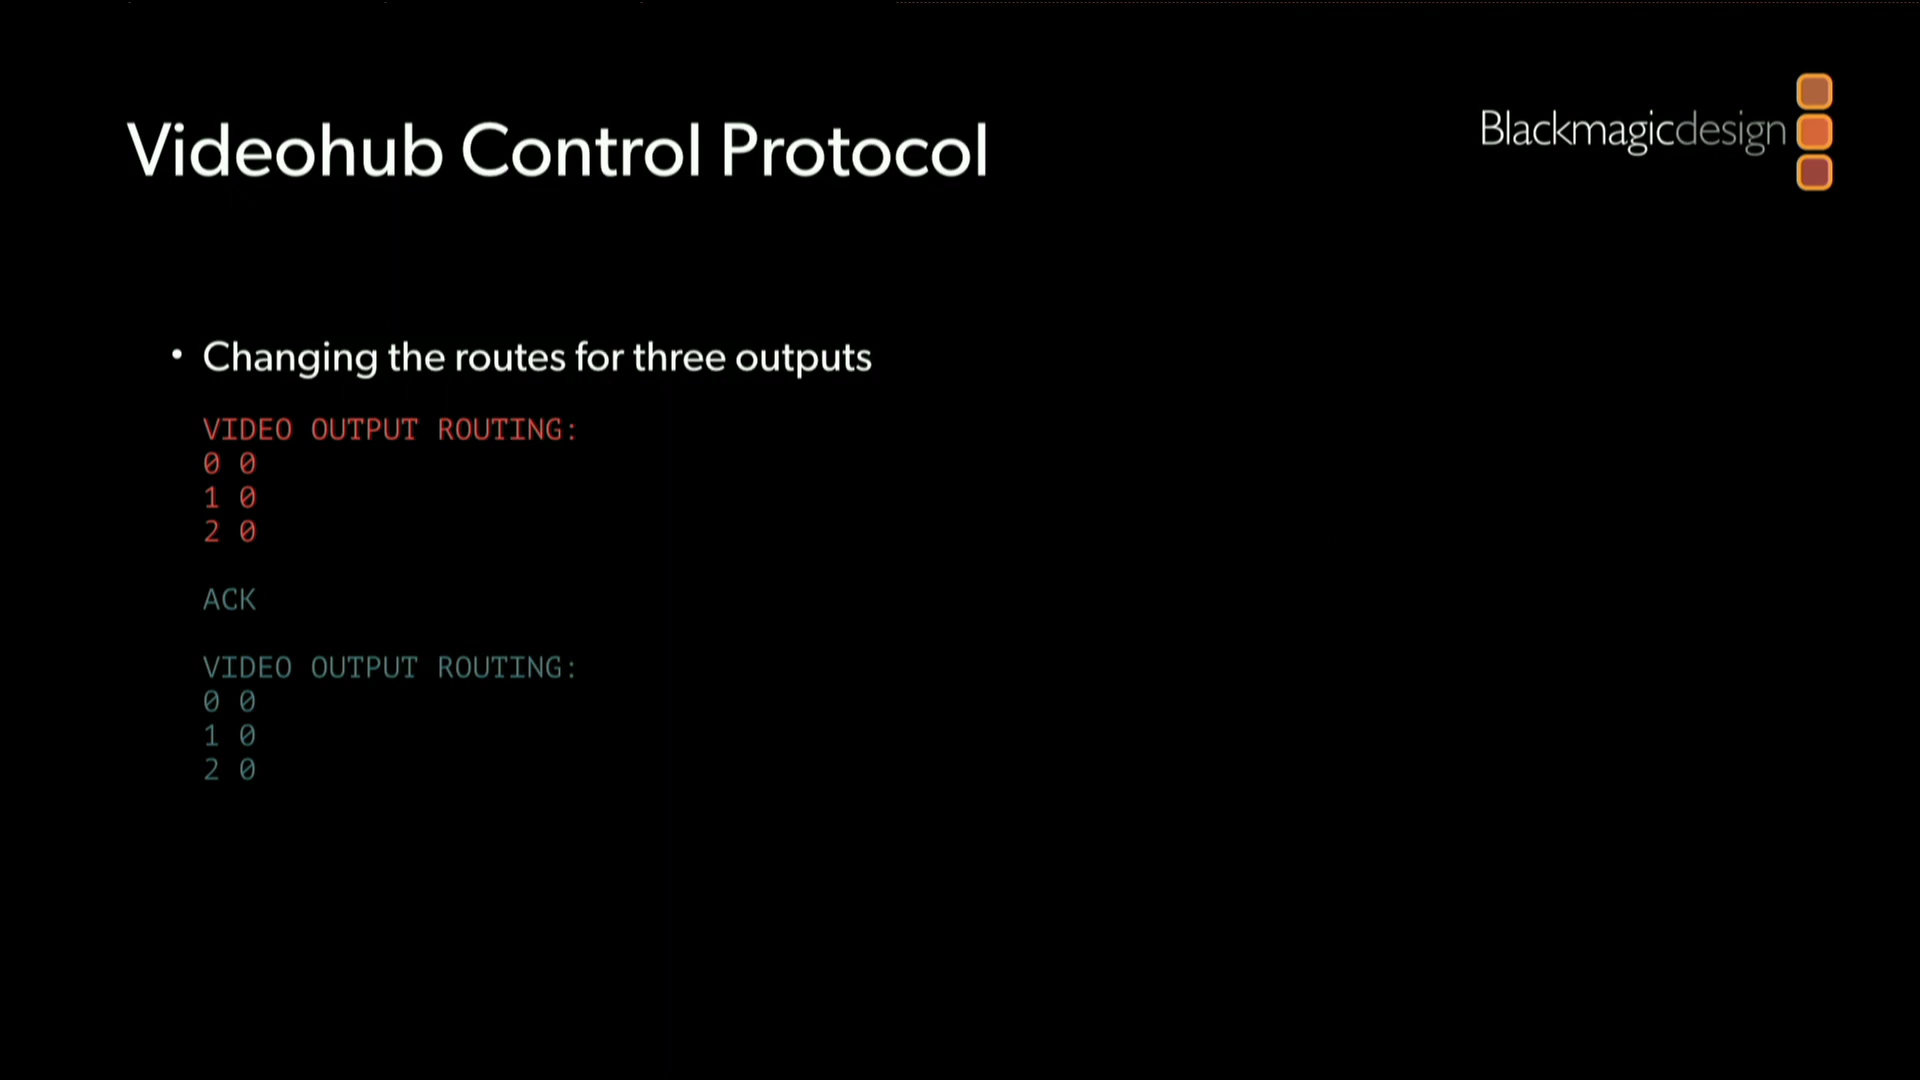 Videohub Control Protocol
Blackmagicdesign
• Changing the routes for three outputs
VIDEO OUTPUT ROUTING:
0 0
1 0
2 0
ACK
VIDEO OUTPUT ROUTING:
0 0
1 0
2 0